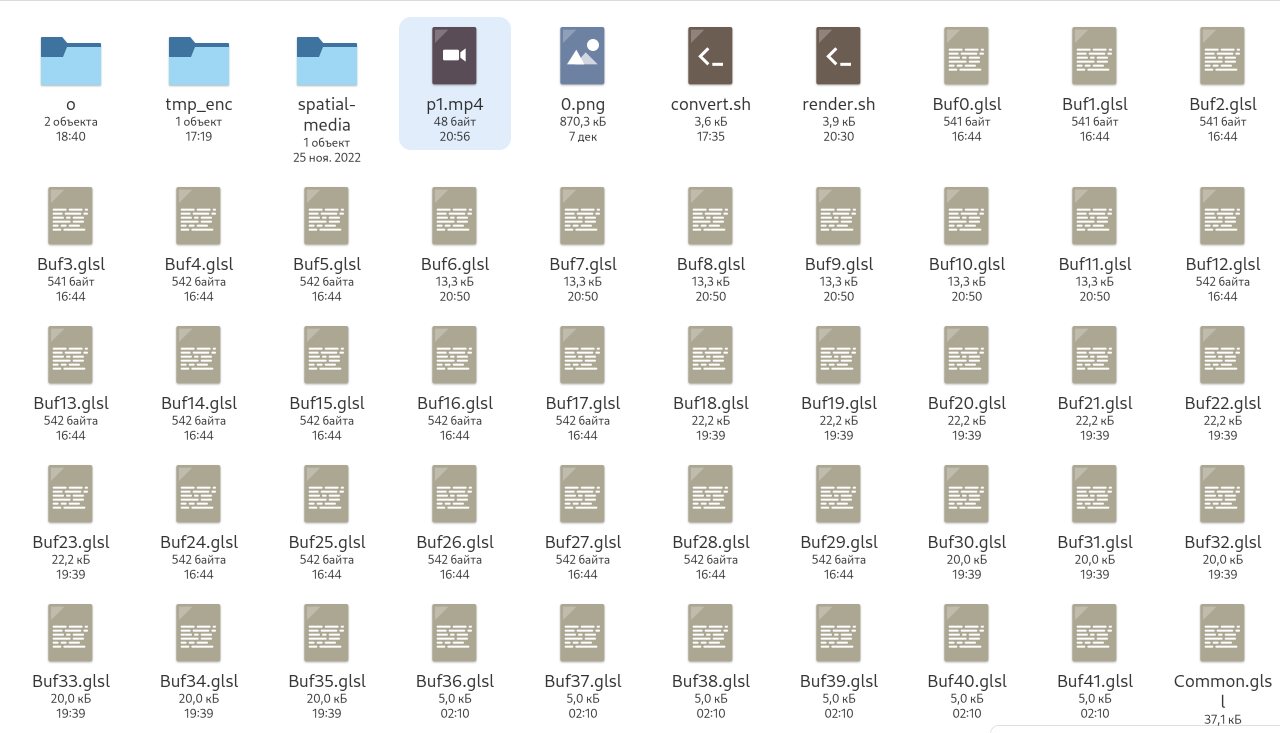 o
2 объекта
18:40
tmp_enc
1 объект
17:19
spatial-
media
1 объект
25 ноя. 2022
p1.mp4
48 байт
20:56
0.png
870,3 кБ
7 дек
convert.sh
3,6 кБ
17:35
render.sh
3,9 кБ
20:30
Buf0.glsl
541 байт
16:44
Buf1.glsl
541 байт
16:44
Buf2.glsl
541 байт
16:44
Buf3.glsl
541 байт
16:44
Buf4.glsl
542 байта
16:44
Buf5.glsl
542 байта
16:44
Buf6.glsl
13,3 кБ
20:50
Buf7.glsl
13,3 кБ
20:50
Buf8.glsl
13,3 кБ
20:50
Buf9.glsl
13,3 кБ
20:50
Buf10.glsl
13,3 кБ
20:50
Buf11.glsl
13,3 кБ
20:50
Buf12.glsl
542 байта
16:44
Buf13.glsl
542 байта
16:44
Buf14.glsl
542 байта
16:44
Buf15.glsl
542 байта
16:44
Buf16.glsl
542 байта
16:44
Buf17.glsl
542 байта
16:44
Buf18.glsl
22,2 кБ
19:39
Buf19.glsl
22,2 кБ
19:39
Buf20.glsl
22,2 кБ
19:39
Buf21.glsl
22,2 кБ
19:39
Buf22.glsl
22,2 кБ
19:39
Buf23.glsl
22,2 кБ
19:39
Buf24.glsl
542 байта
16:44
Buf25.glsl
542 байта
16:44
Buf26.glsl
542 байта
16:44
Buf27.glsl
542 байта
16:44
Buf28.glsl
542 байта
16:44
Buf29.glsl
542 байта
16:44
Buf30.glsl
20,0 кБ
19:39
Buf31.glsl
20,0 кБ
19:39
Buf32.glsl
20,0 кБ
19:39
Buf33.glsl
20,0 кБ
19:39
Buf34.glsl
20,0 кБ
19:39
Buf35.glsl
20,0 кБ
19:39
Buf36.glsl
5,0 кБ
02:10
Buf37.glsl
5,0 кБ
02:10
Buf38.glsl
5,0 кБ
02:10
Buf39.glsl
5,0 кБ
02:10
Buf40.glsl
5,0 кБ
02:10
Buf41.glsl
5,0 кБ
02:10
Common.gls
l
37,1 кБ